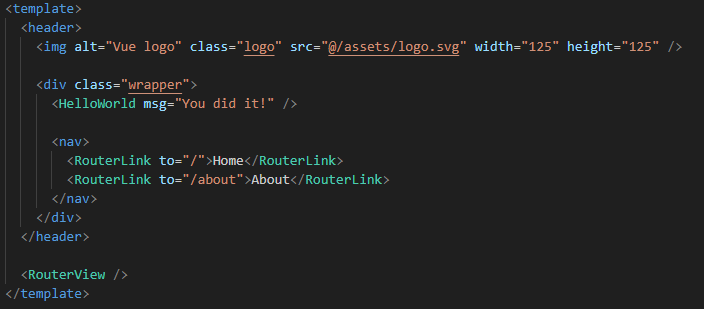 <template>
  <header>
    <img alt="Vue logo" class="logo" src="@/assets/logo.svg" width="125" height="125" />

    <div class="wrapper">
      <HelloWorld msg="You did it!" />

      <nav>
        <RouterLink to="/">Home</RouterLink>
        <RouterLink to="/about">About</RouterLink>
      </nav>
    </div>
  </header>

  <RouterView />
</template>